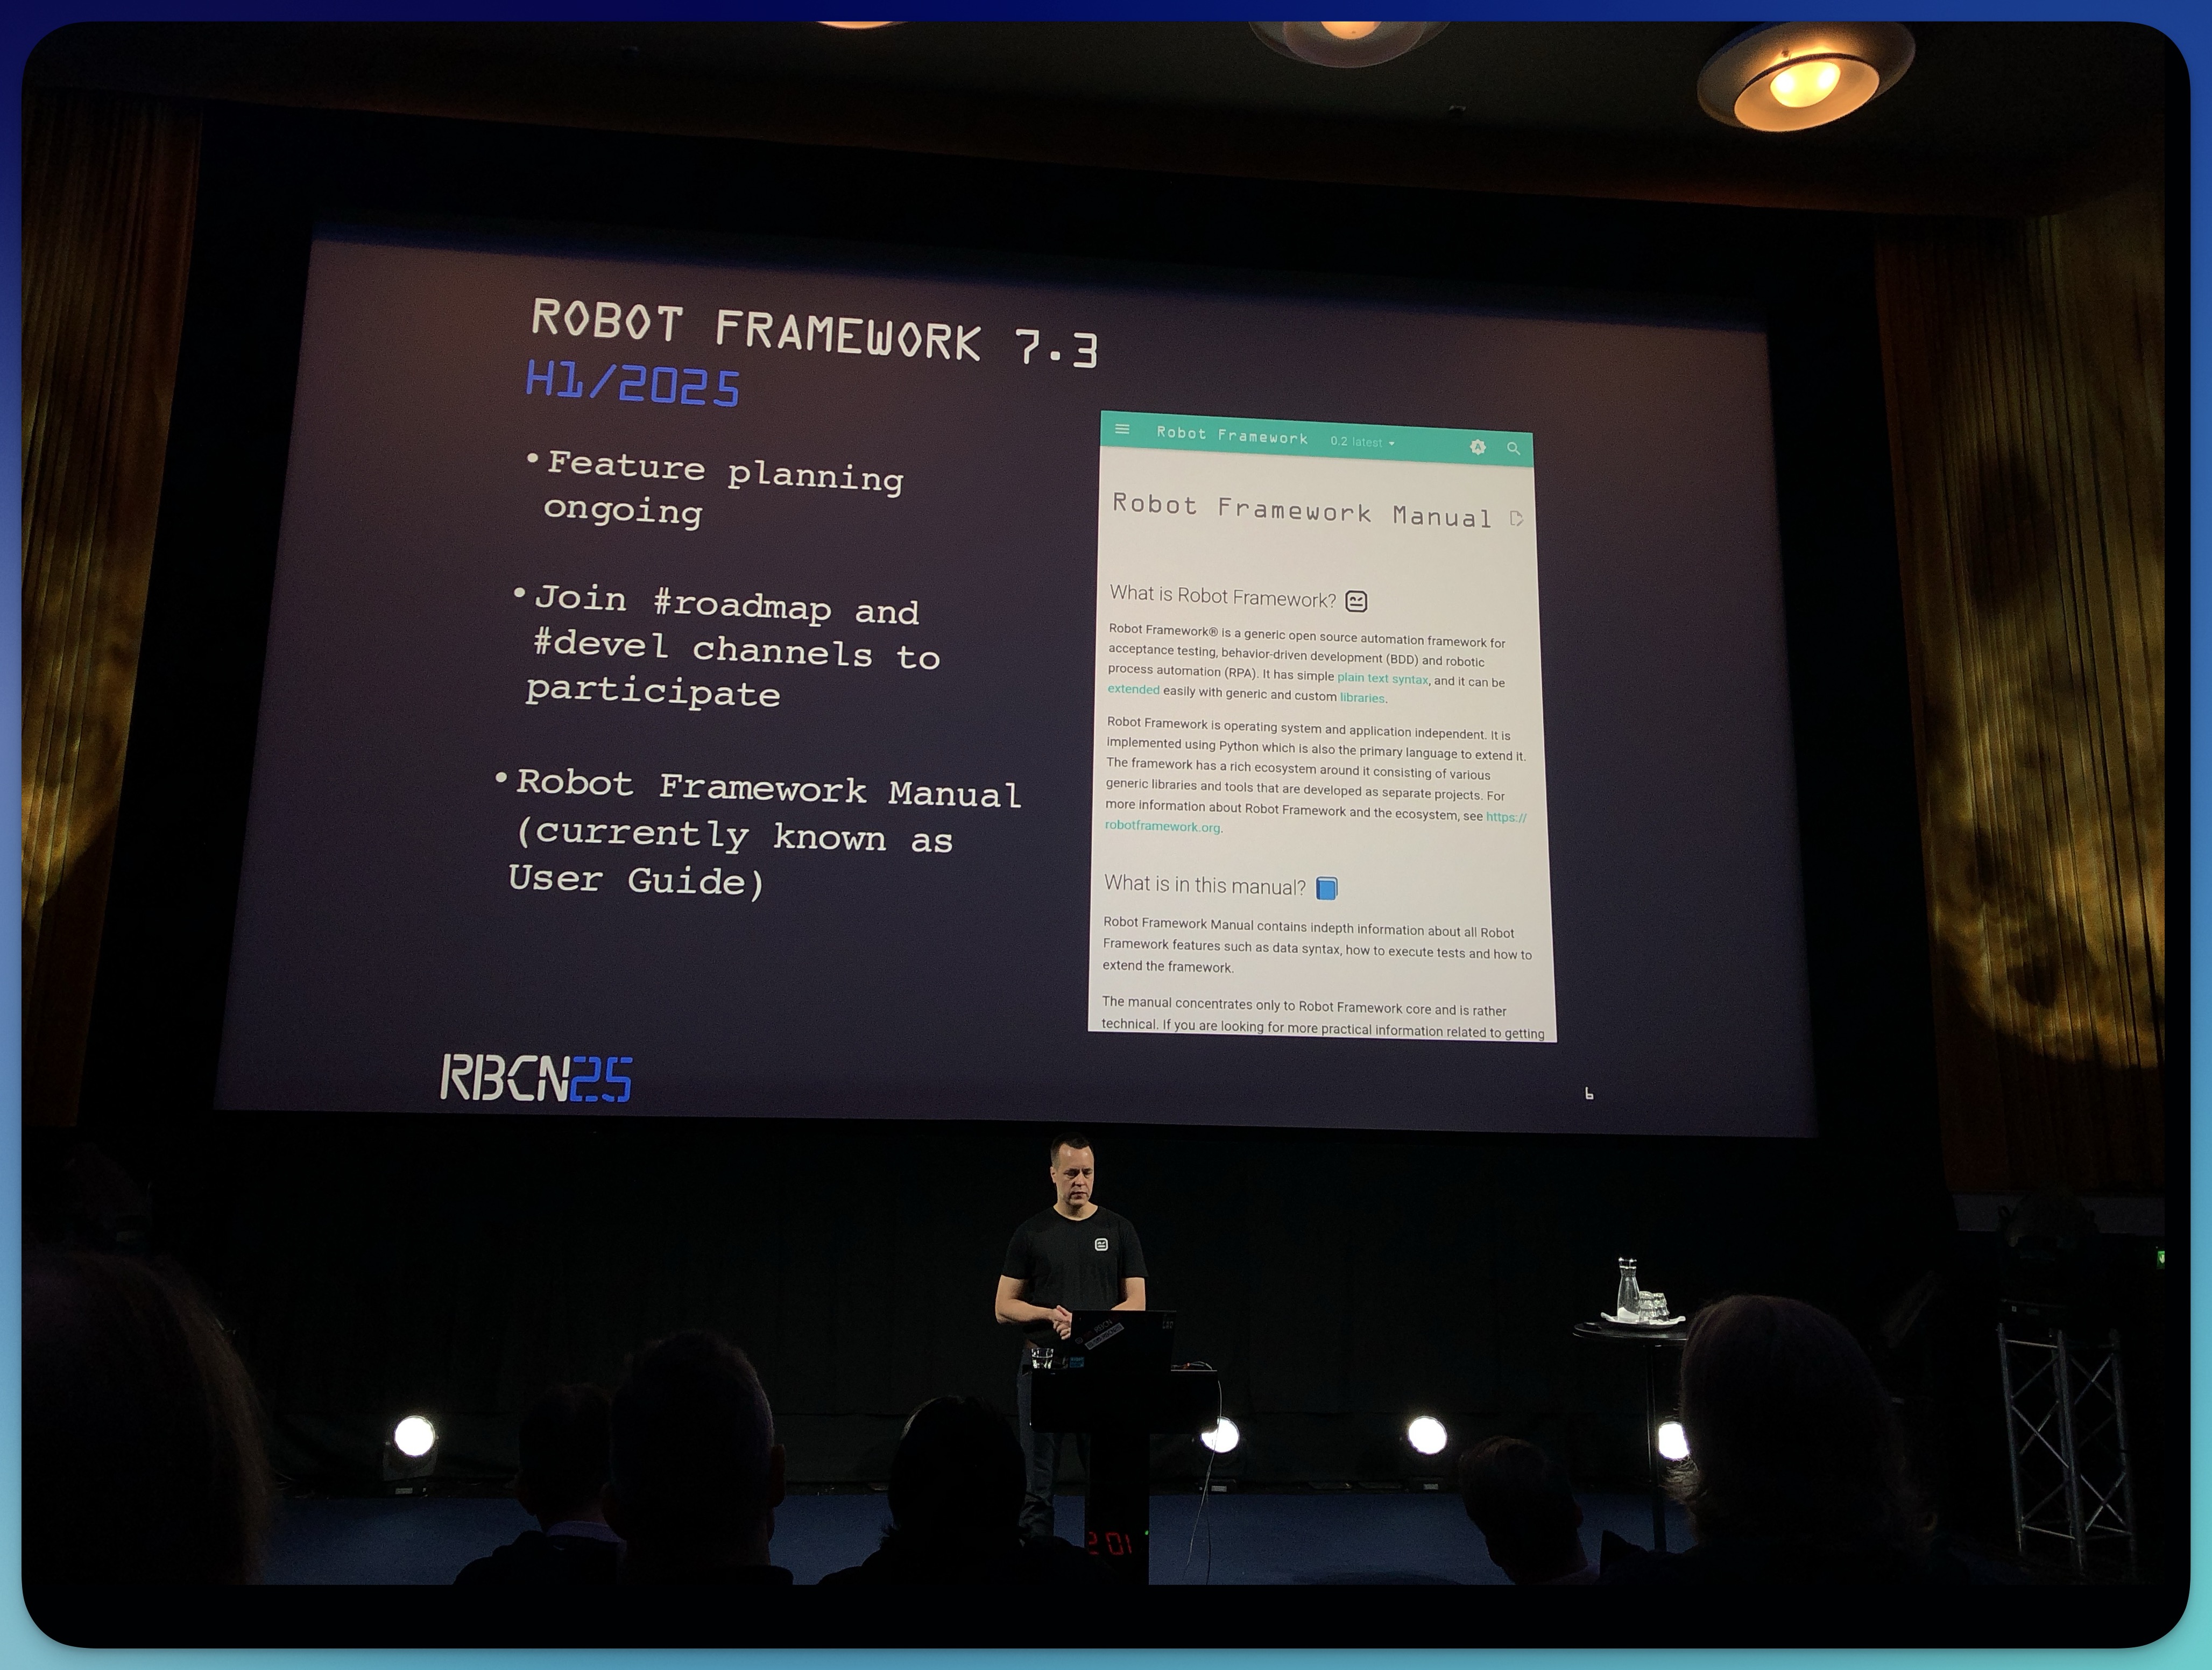 ROBOT FRAMEWORK 7.3
H1/2025
• Feature planning
ongoing
• Join #roadmap and
#devel channels to
participate
• Robot Framework Manual
(currently known as
User Guide)
Robot Framework 0.2 latest
Robot Framework Manual
What is Robot Framework?
Robot Framework® is a generic open source automation framework for
acceptance testing, behavior-driven development (BDD) and robotic
process automation (RPA). It has simple plain text syntax, and it can be
extended easily with generic and custom libraries.
Robot Framework is operating system and application independent. It is
implemented using Python which is also the primary language to extend it.
The framework has a rich ecosystem around it consisting of various
generic libraries and tools that are developed as separate projects. For
more information about Robot Framework and the ecosystem, see https://
robotframework.org.
What is in this manual?
Robot Framework Manual contains indepth information about all Robot
Framework features such as data syntax, how to execute tests and how to
extend the framework.
The manual concentrates only to Robot Framework core and is rather
technical. If you are looking for more practical information related to getting
RBCN25
6
RBCN
2 01